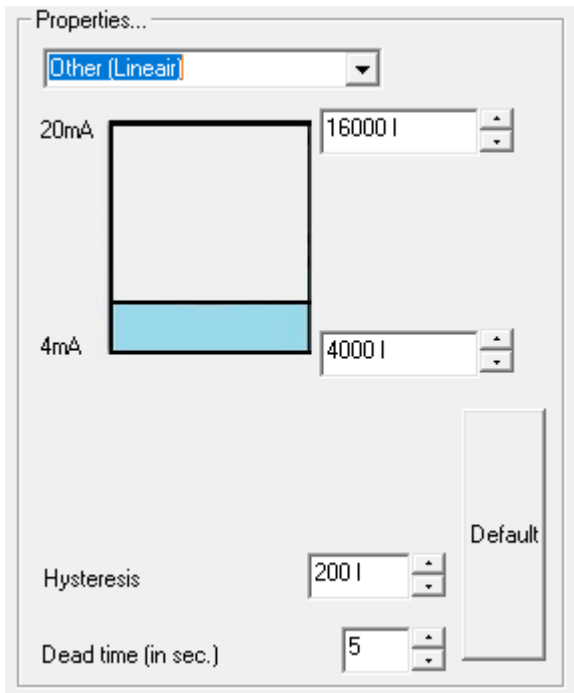 Properties...
Other (Lineair)
20mA
16000 l
4mA
4000 l
Default
Hysteresis
200 l
Dead time (in sec.)
5